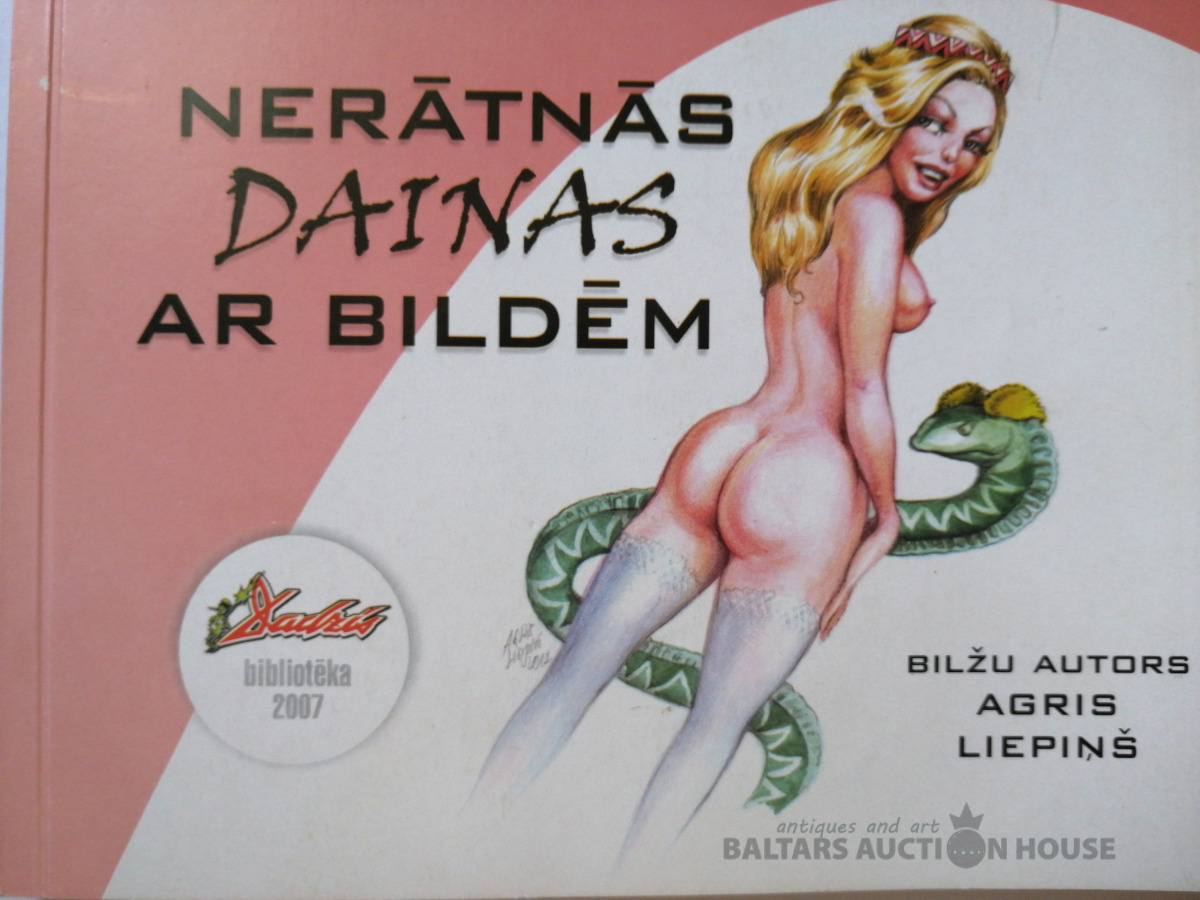 NERĀTNĀS
DAINAS
AR BILDĒM
Dadzis
bibliotēka
2007
BILŽU AUTORS
AGRIS
LIEPIŅŠ
antiques and art
BALTARS AUCTION HOUSE